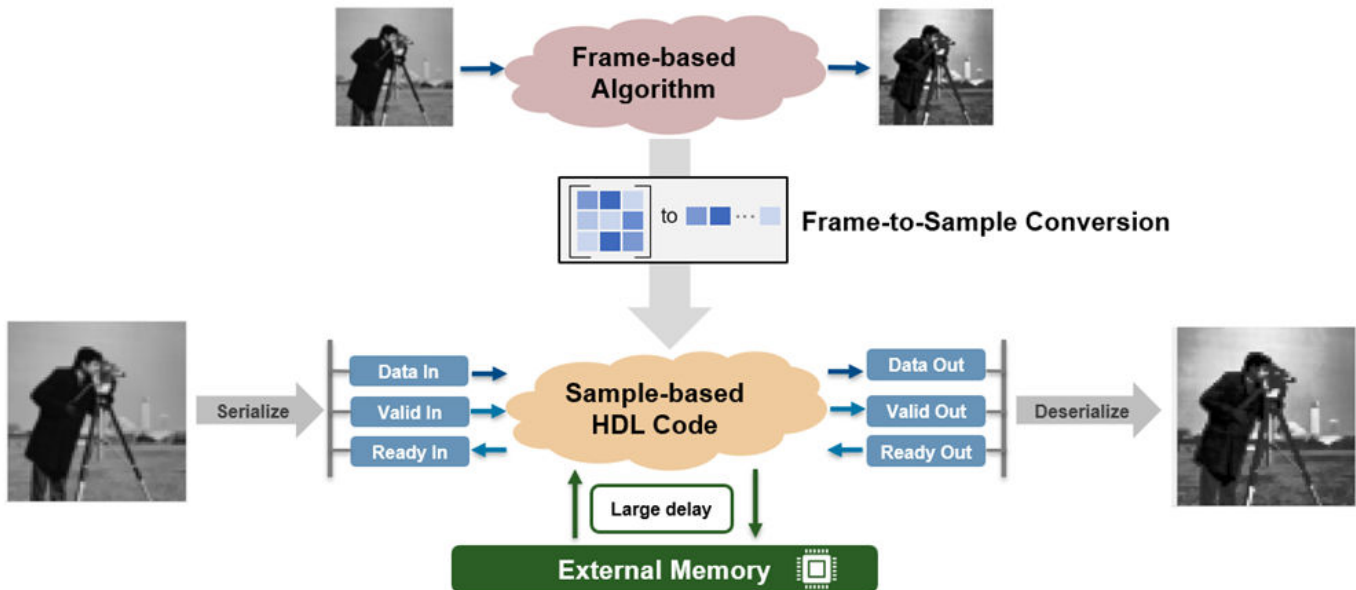 Frame-based
Algorithm
to
Frame-to-Sample Conversion
Serialize
Data In
Valid In
Ready In
Sample-based
HDL Code
Data Out
Valid Out
Ready Out
Deserialize
Large delay
External Memory